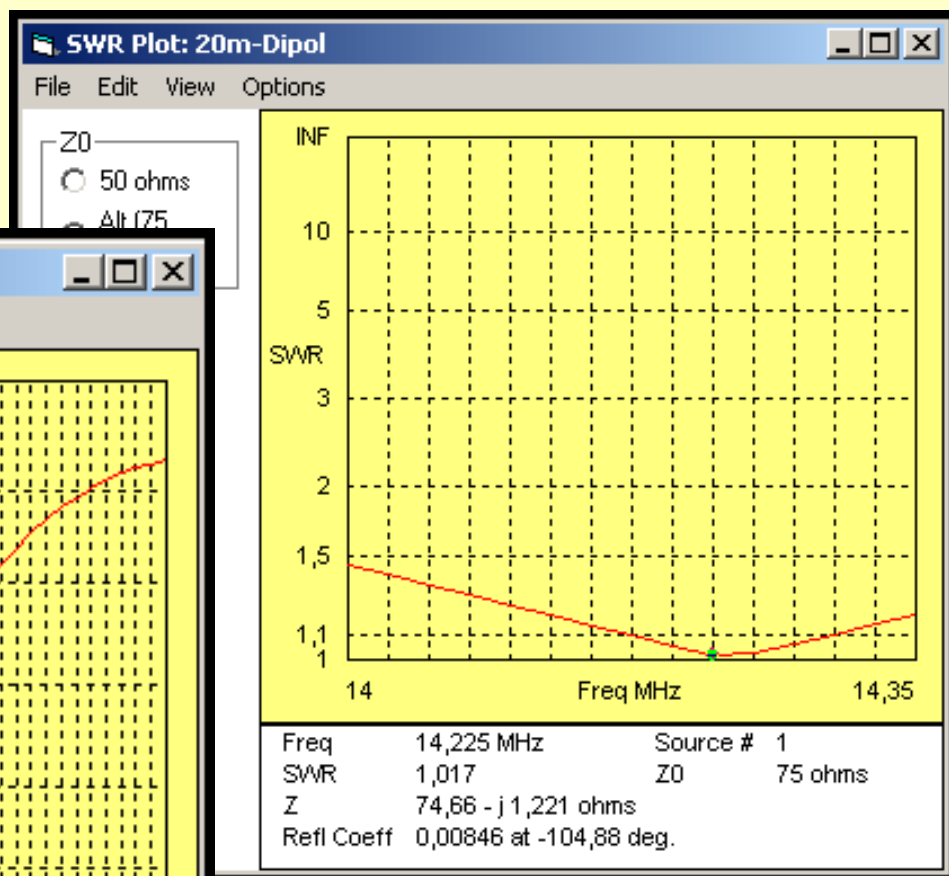 SWR Plot: 20m-Dipol
File Edit View Options
Z0
50 ohms
Alt (75
INF
10
5
SWR
3
2
1,5
1,1
1
14 Freq MHz 14,35
Freq 14,225 MHz Source # 1
SWR 1,017 Z0 75 ohms
Z 74,66 - j 1,221 ohms
Refl Coeff 0,00846 at -104,88 deg.